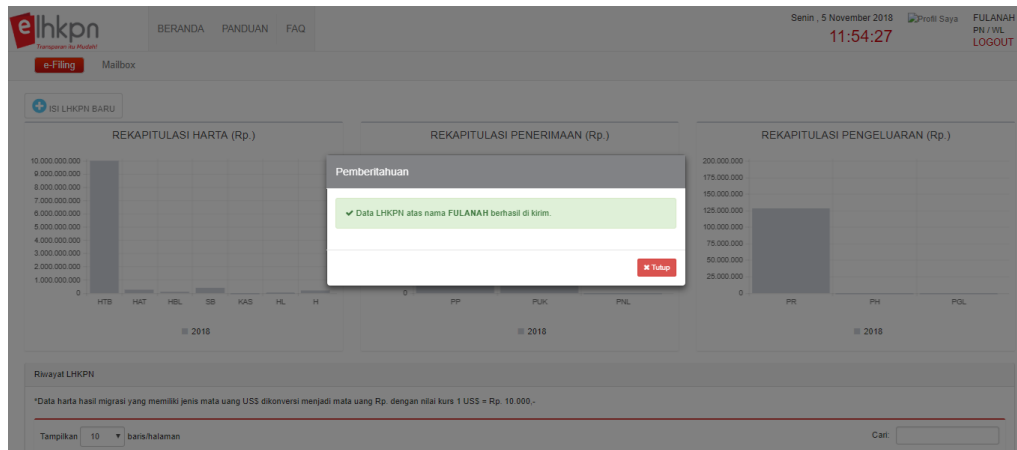 elhkpn
Transparan itu Mudah!
BERANDA PANDUAN FAQ
Senin , 5 November 2018
11:54:27
Profil Saya
FULANAH
PN / WL
LOGOUT
e-Filing Mailbox
ISI LHKPN BARU
REKAPITULASI HARTA (Rp.)
10.000.000.000
9.000.000.000
8.000.000.000
7.000.000.000
6.000.000.000
5.000.000.000
4.000.000.000
3.000.000.000
2.000.000.000
1.000.000.000
0
HTB HAT HBL SB KAS HL H
2018
REKAPITULASI PENERIMAAN (Rp.)
0
PP PUK PNL
2018
REKAPITULASI PENGELUARAN (Rp.)
200.000.000
175.000.000
150.000.000
125.000.000
100.000.000
75.000.000
50.000.000
25.000.000
0
PR PH PGL
2018
Pemberitahuan
Data LHKPN atas nama FULANAH berhasil di kirim.
Tutup
Riwayat LHKPN
*Data harta hasil migrasi yang memiliki jenis mata uang US$ dikonversi menjadi mata uang Rp. dengan nilai kurs 1 US$ = Rp. 10.000,-
Tampilkan 10 baris/halaman
Cari: